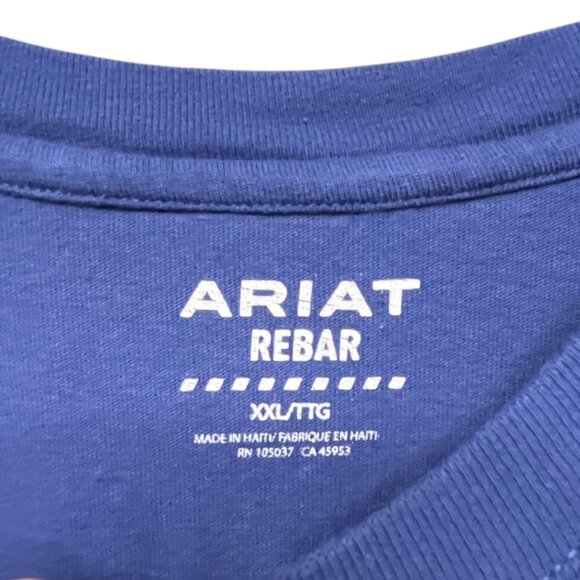 ARIAT
REBAR
XXL/TTG
MADE IN HAITI/ FABRIQUE EN HAITI
RN 105037 CA 45953